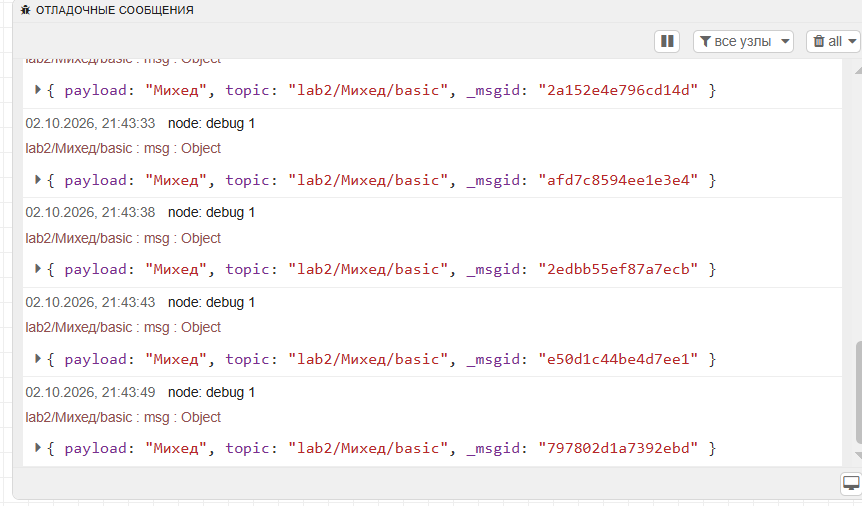 ОТЛАДОЧНЫЕ СООБЩЕНИЯ
все узлы all
lab2/Михед/basic : msg : Object
{ payload: "Михед", topic: "lab2/Михед/basic", _msgid: "2a152e4e796cd14d" }
02.10.2026, 21:43:33 node: debug 1
lab2/Михед/basic : msg : Object
{ payload: "Михед", topic: "lab2/Михед/basic", _msgid: "afd7c8594ee1e3e4" }
02.10.2026, 21:43:38 node: debug 1
lab2/Михед/basic : msg : Object
{ payload: "Михед", topic: "lab2/Михед/basic", _msgid: "2edbb55ef87a7ecb" }
02.10.2026, 21:43:43 node: debug 1
lab2/Михед/basic : msg : Object
{ payload: "Михед", topic: "lab2/Михед/basic", _msgid: "e50d1c44be4d7ee1" }
02.10.2026, 21:43:49 node: debug 1
lab2/Михед/basic : msg : Object
{ payload: "Михед", topic: "lab2/Михед/basic", _msgid: "797802d1a7392ebd" }